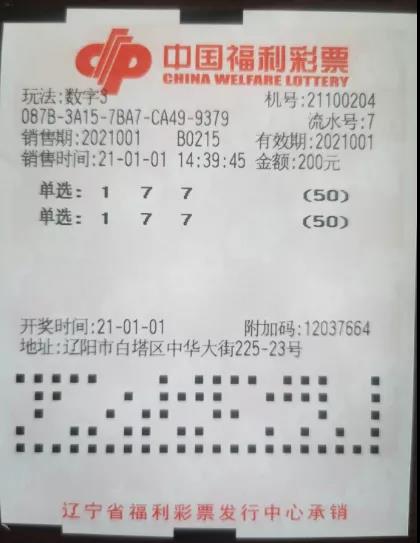 中国福利彩票
CHINA WELFARE LOTTERY
玩法:数字3 机号:21100204
087B-3A15-7BA7-CA49-9379 流水号:7
销售期:2021001 B0215 有效期:2021001
销售时间:21-01-01 14:39:45 金额:200元
单选: 1 7 7 (50)
单选: 1 7 7 (50)
开奖时间:21-01-01 附加码:12037664
地址:辽阳市白塔区中华大街225-23号
辽宁省福利彩票发行中心承销